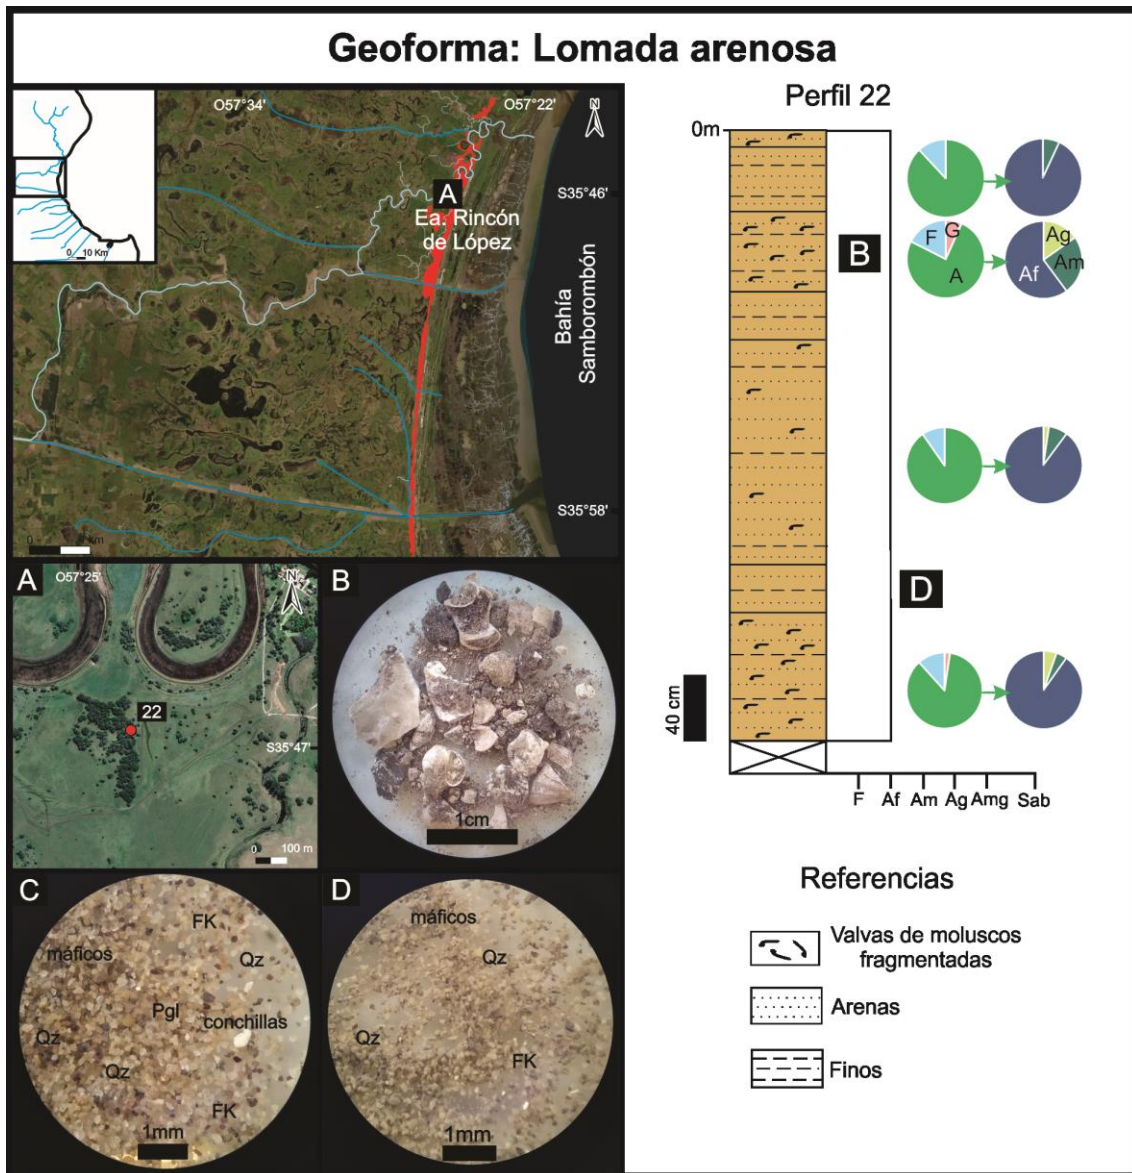 Geoforma: Lomada arenosa
O57°34'
O57°22'
N
S35°46'
A
Ea. Rincón
de López
0 10 Km
Bahía
Samborombón
S35°58'
0
A
O57°25'
N
22
S35°47'
0 100 m
B
1cm
C
máficos
FK
Qz
Pgl
conchillas
Qz
Qz
FK
1mm
D
máficos
Qz
Qz
FK
1mm
Perfil 22
0m
B
F
G
A
Af
Ag
Am
D
40 cm
F Af Am Ag Amg Sab
Referencias
Valvas de moluscos
fragmentadas
Arenas
Finos